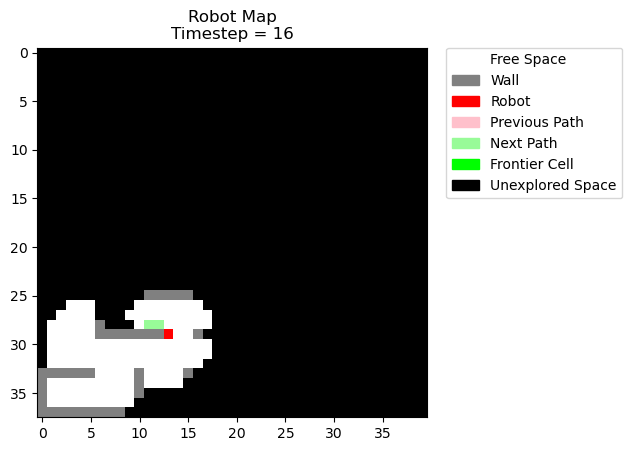 Robot Map
Timestep = 16
0
5
10
15
20
25
30
35
0
5
10
15
20
25
30
35
Free Space
Wall
Robot
Previous Path
Next Path
Frontier Cell
Unexplored Space